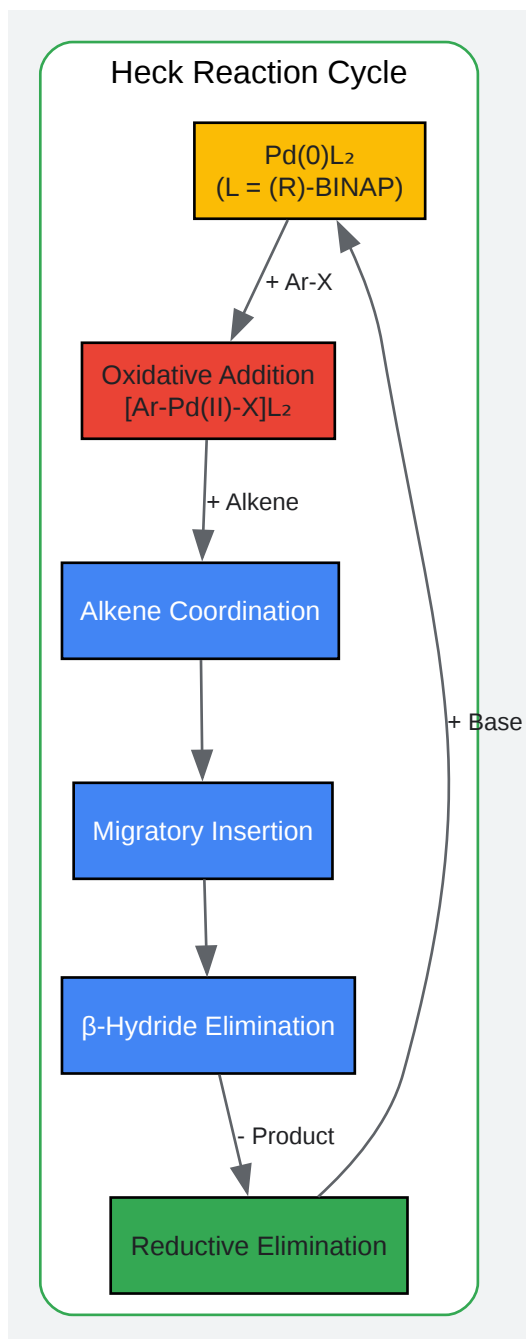 Heck Reaction Cycle
Pd(0)L₂
(L = (R)-BINAP)
+ Ar-X
Oxidative Addition
[Ar-Pd(II)-X]L₂
+ Alkene
Alkene Coordination
+ Base
Migratory Insertion
β-Hydride Elimination
- Product
Reductive Elimination